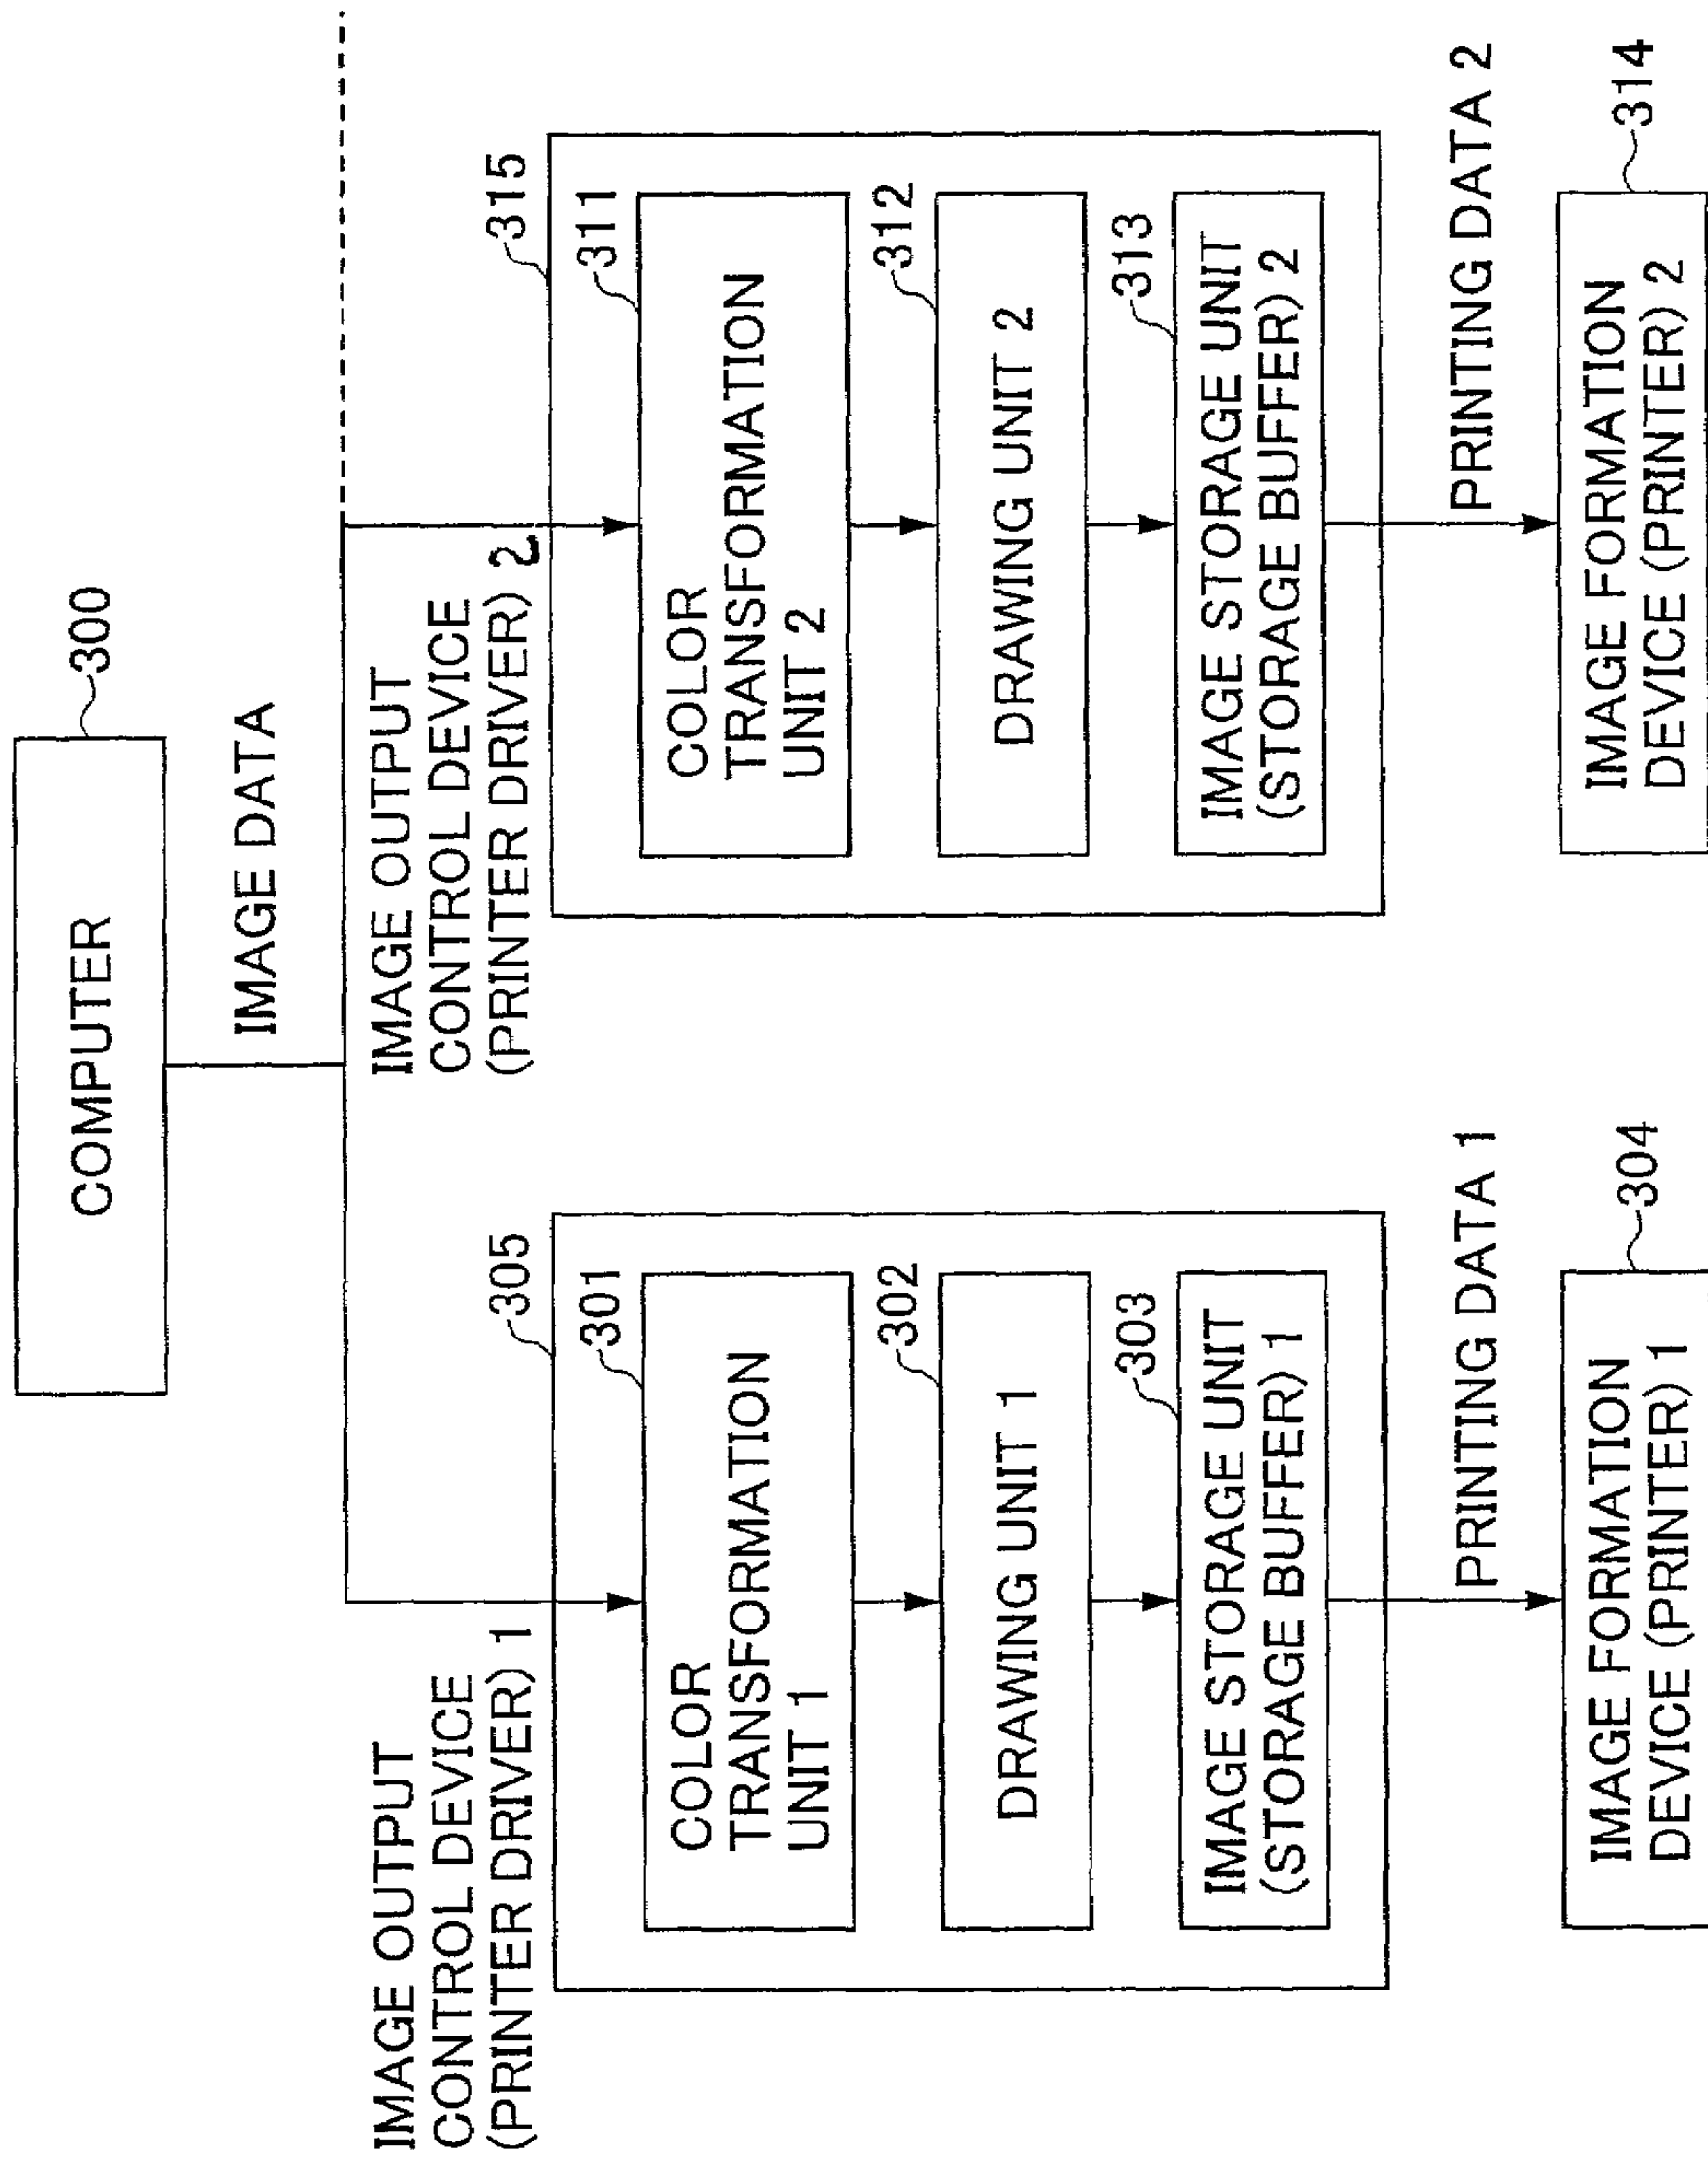 COMPUTER
300
IMAGE DATA
IMAGE OUTPUT
CONTROL DEVICE
(PRINTER DRIVER) 1
305
301
COLOR
TRANSFORMATION
UNIT 1
302
DRAWING UNIT 1
303
IMAGE STORAGE UNIT
(STORAGE BUFFER) 1
PRINTING DATA 1
304
IMAGE FORMATION
DEVICE (PRINTER) 1
IMAGE OUTPUT
CONTROL DEVICE
(PRINTER DRIVER) 2
315
311
COLOR
TRANSFORMATION
UNIT 2
312
DRAWING UNIT 2
313
IMAGE STORAGE UNIT
(STORAGE BUFFER) 2
PRINTING DATA 2
314
IMAGE FORMATION
DEVICE (PRINTER) 2